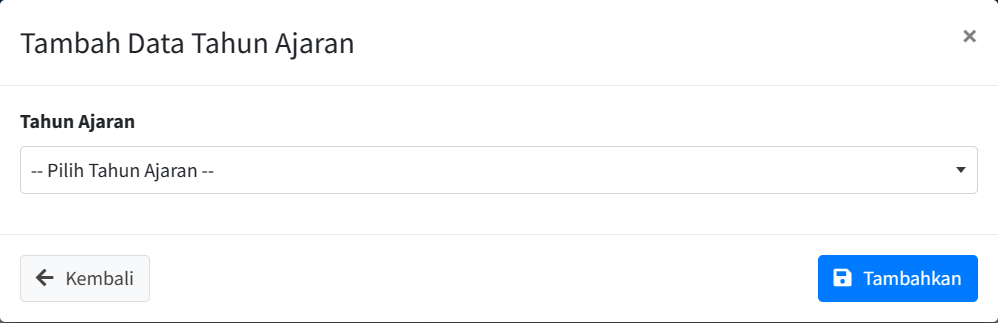 Tambah Data Tahun Ajaran ×
Tahun Ajaran
-- Pilih Tahun Ajaran --
Kembali
Tambahkan